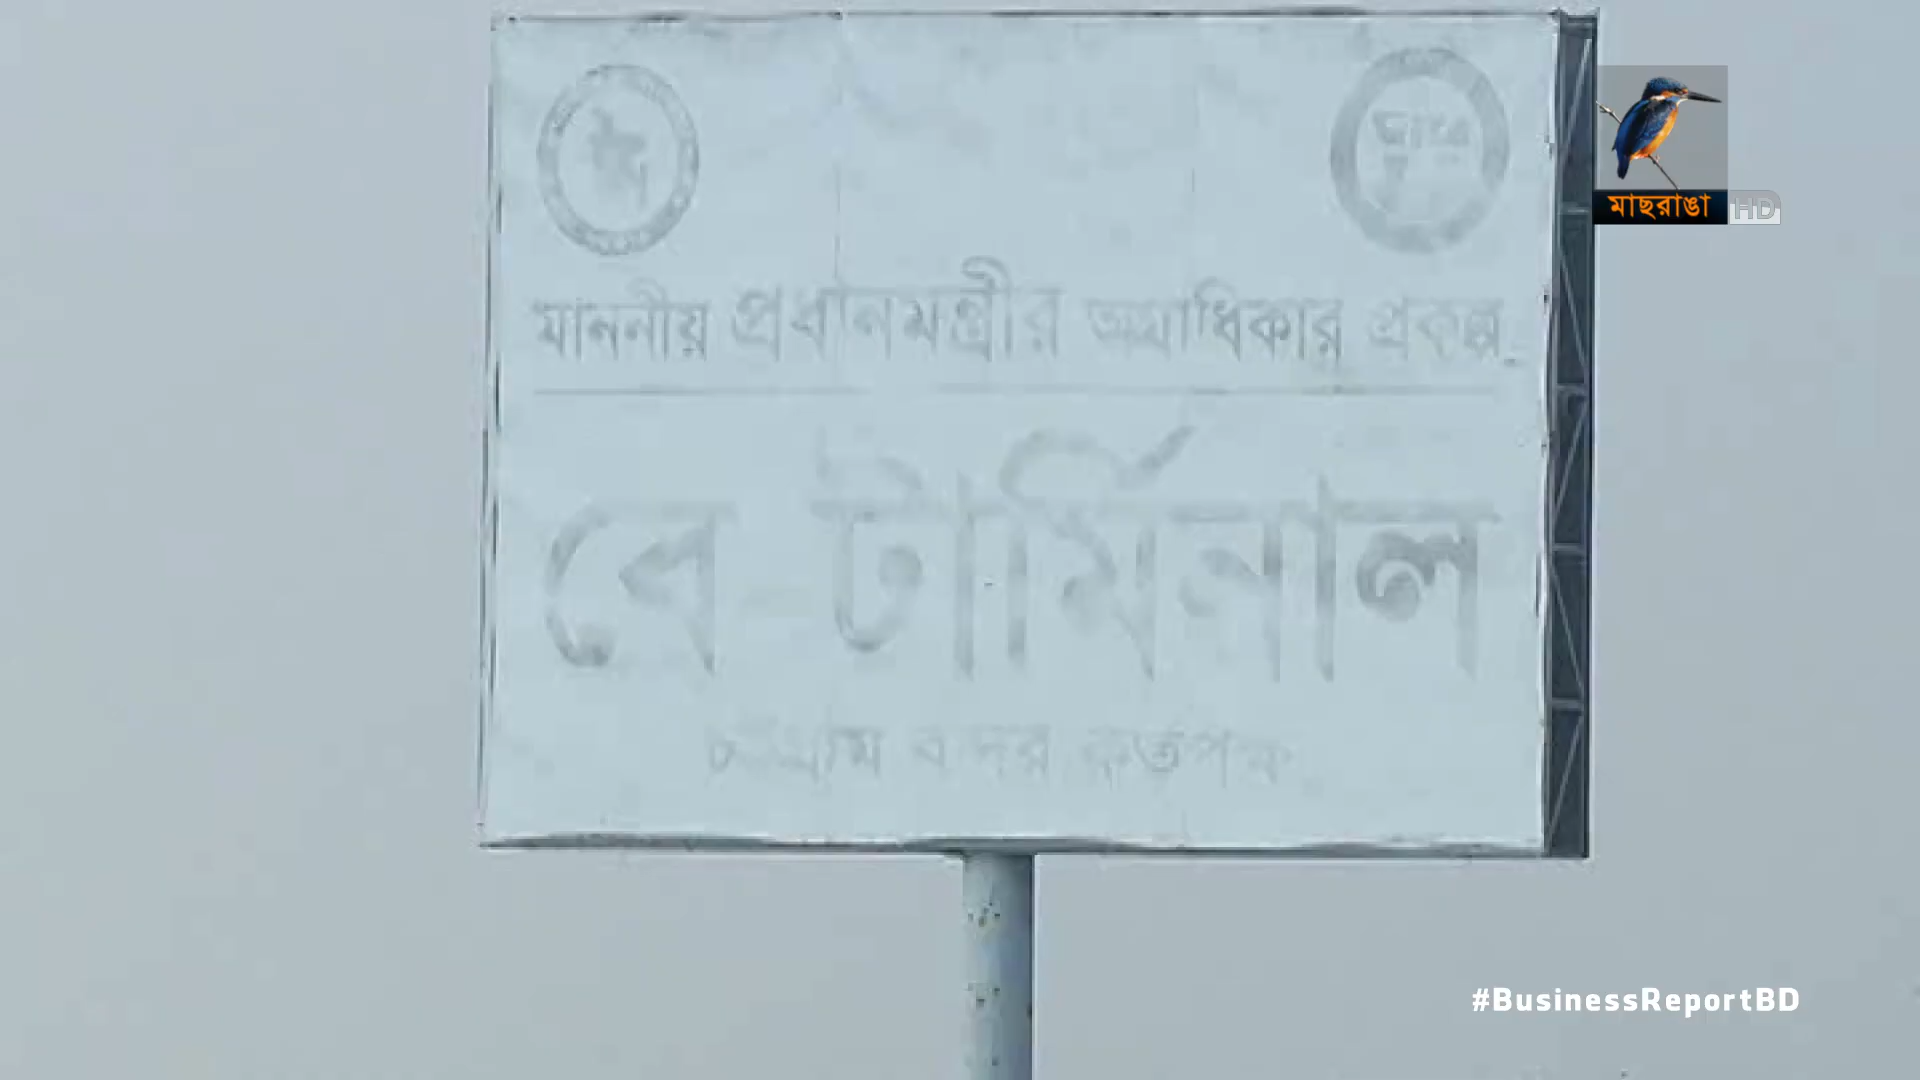 মাননীয় প্রধানমন্ত্রীর অগ্রাধিকার প্রকল্প
বে টার্মিনাল
চট্টগ্রাম বন্দর কর্তৃপক্ষ
মাছরাঙা HD
#BusinessReportBD